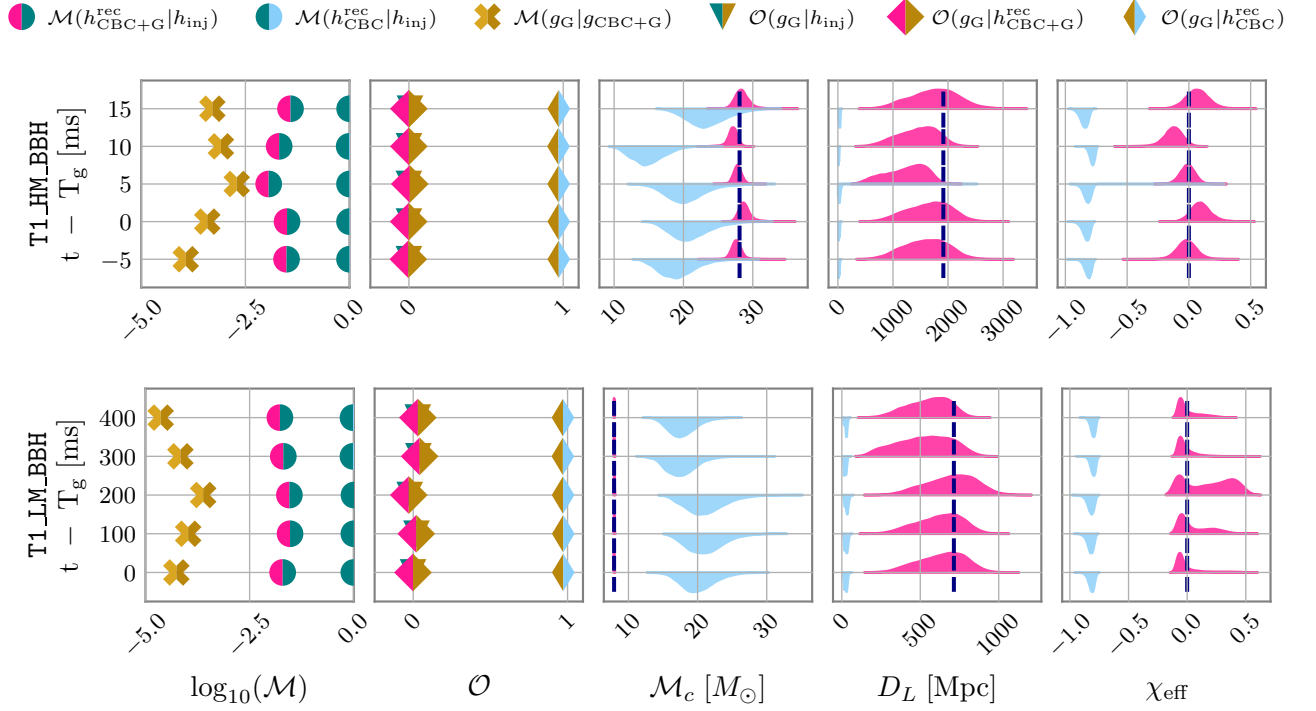 ℳ(h^rec_CBC+G|h_inj) ℳ(h^rec_CBC|h_inj) ℳ(g_G|g_CBC+G) 𝒪(g_G|h_inj) 𝒪(g_G|h^rec_CBC+G) 𝒪(g_G|h^rec_CBC)
T1_HM_BBH
t − T_g [ms]
15
10
5
0
−5
−5.0 −2.5 0.0 0 1 10 20 30 0 1000 2000 3000 −1.0 −0.5 0.0 0.5
T1_LM_BBH
t − T_g [ms]
400
300
200
100
0
−5.0 −2.5 0.0 0 1 10 20 30 0 500 1000 −1.0 −0.5 0.0 0.5
log₁₀(ℳ) 𝒪 ℳ_c [M_⊙] D_L [Mpc] χ_eff